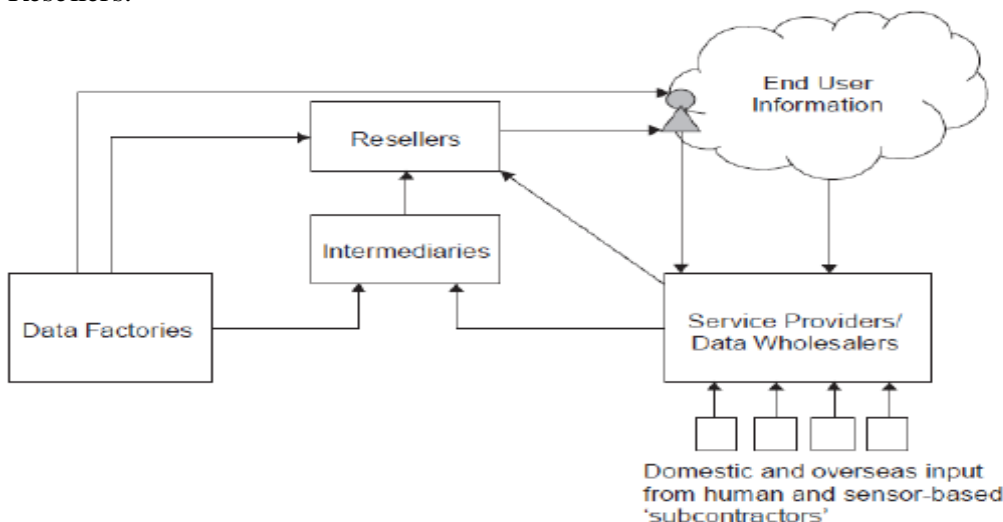 Resellers.
End User
Information
Resellers
Intermediaries
Data Factories
Service Providers/
Data Wholesalers
Domestic and overseas input
from human and sensor-based
'subcontractors'